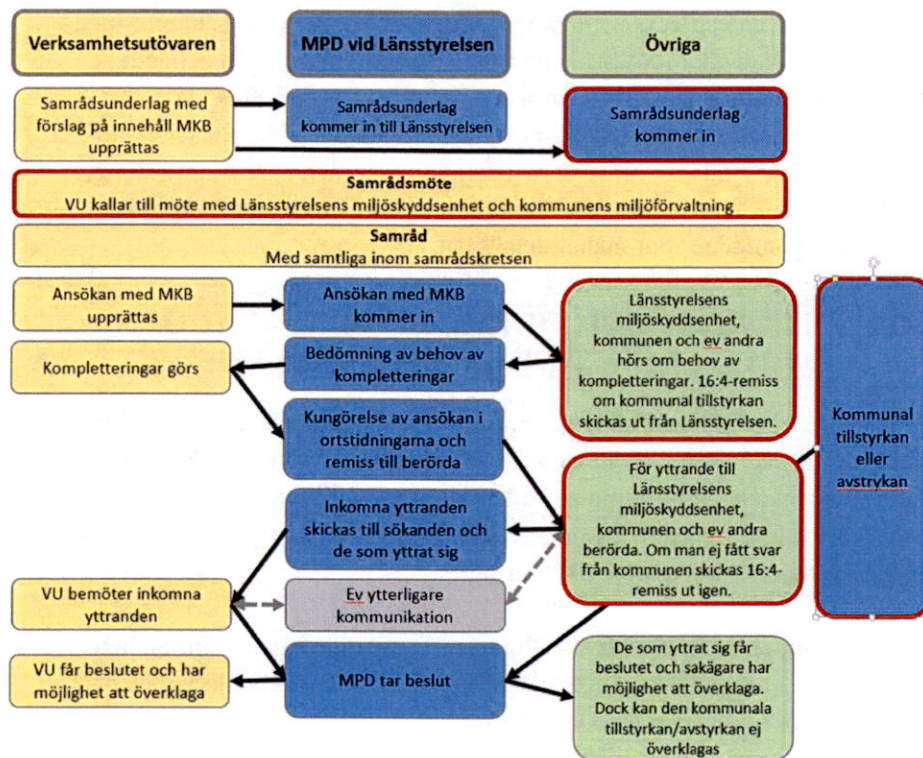 Verksamhetsutövaren
MPD vid Länsstyrelsen
Övriga
Samrådsunderlag med
förslag på innehåll MKB
upprättas
Samrådsunderlag
kommer in till Länsstyrelsen
Samrådsunderlag
kommer in
Samrådsmöte
VU kallar till möte med Länsstyrelsens miljöskyddsenhet och kommunens miljöförvaltning
Samråd
Med samtliga inom samrådskretsen
Ansökan med MKB
upprättas
Ansökan med MKB
kommer in
Länsstyrelsens
miljöskyddsenhet,
kommunen och ev andra
hörs om behov av
kompletteringar. 16:4-remiss
om kommunal tillstyrkan
skickas ut från Länsstyrelsen.
Kompletteringar görs
Bedömning av behov av
kompletteringar
Kommunal
tillstyrkan
eller
avstrykan
Kungörelse av ansökan i
ortstidningarna och
remiss till berörda
För yttrande till
Länsstyrelsens
miljöskyddsenhet,
kommunen och ev andra
berörda. Om man ej fått svar
från kommunen skickas 16:4-
remiss ut igen.
Inkomna yttranden
skickas till sökanden och
de som yttrat sig
VU bemöter inkomna
yttranden
Ev ytterligare
kommunikation
VU får beslutet och har
möjlighet att överklaga
MPD tar beslut
De som yttrat sig får
beslutet och sakägare har
möjlighet att överklaga.
Dock kan den kommunala
tillstyrkan/avstyrkan ej
överklagas